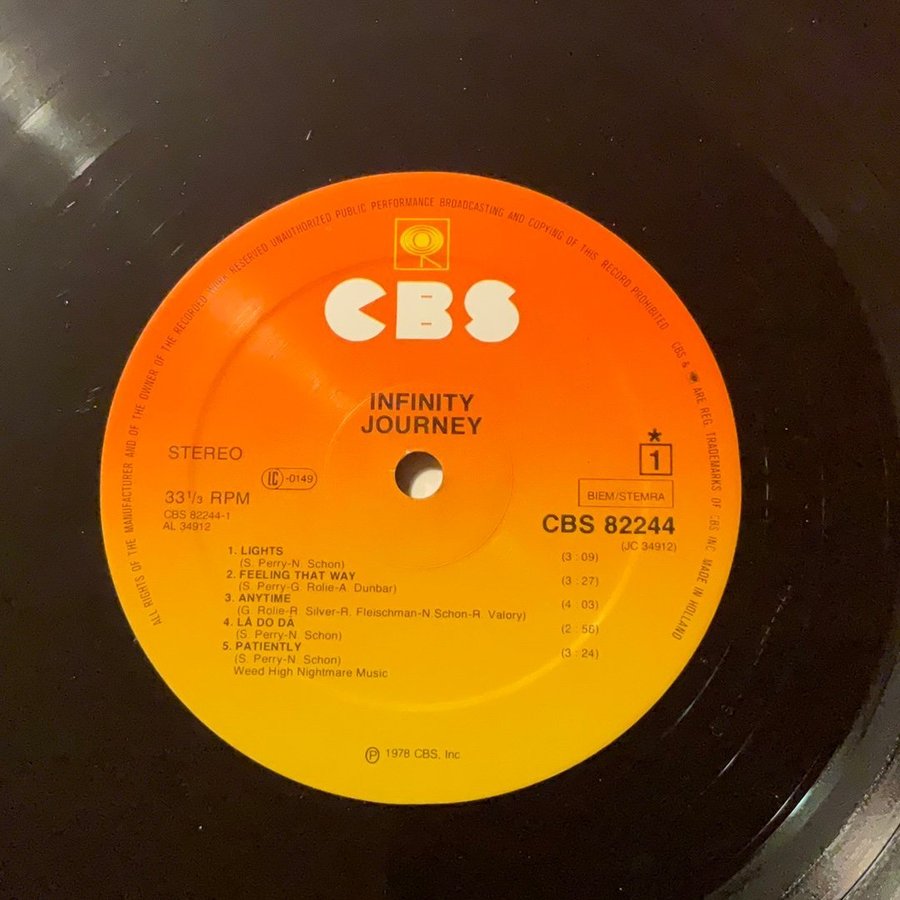 ALL RIGHTS OF THE MANUFACTURER AND OF THE OWNER OF THE RECORDED WORK RESERVED UNAUTHORIZED PUBLIC PERFORMANCE BROADCASTING AND COPYING OF THIS RECORD PROHIBITED
CBS & ARE REG. TRADEMARKS OF CBS INC. MADE IN HOLLAND
CBS
INFINITY
JOURNEY
STEREO
LC -0149
33 1/3 RPM
CBS 82244-1
AL 34912
*
1
BIEM/STEMRA
CBS 82244
(JC 34912)
1. LIGHTS (3 : 09)
(S. Perry-N. Schon)
2. FEELING THAT WAY (3 : 27)
(S. Perry-G. Rolie-A. Dunbar)
3. ANYTIME (4 : 03)
(G. Rolie-R. Silver-R. Fleischman-N.Schon-R. Valory)
4. LÀ DO DÀ (2 : 56)
(S. Perry-N. Schon)
5. PATIENTLY (3 : 24)
(S. Perry-N. Schon)
Weed High Nightmare Music
℗ 1978 CBS, Inc.